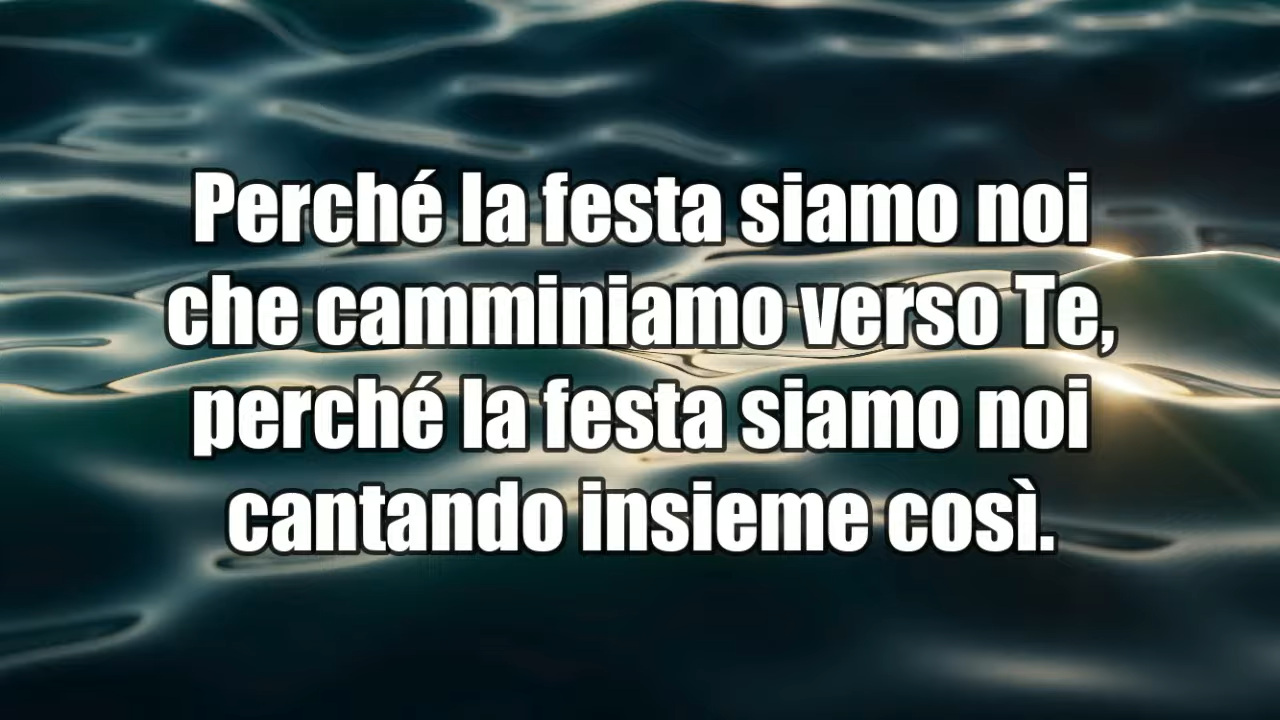 Perché la festa siamo noi
che camminiamo verso Te,
perché la festa siamo noi
cantando insieme così.